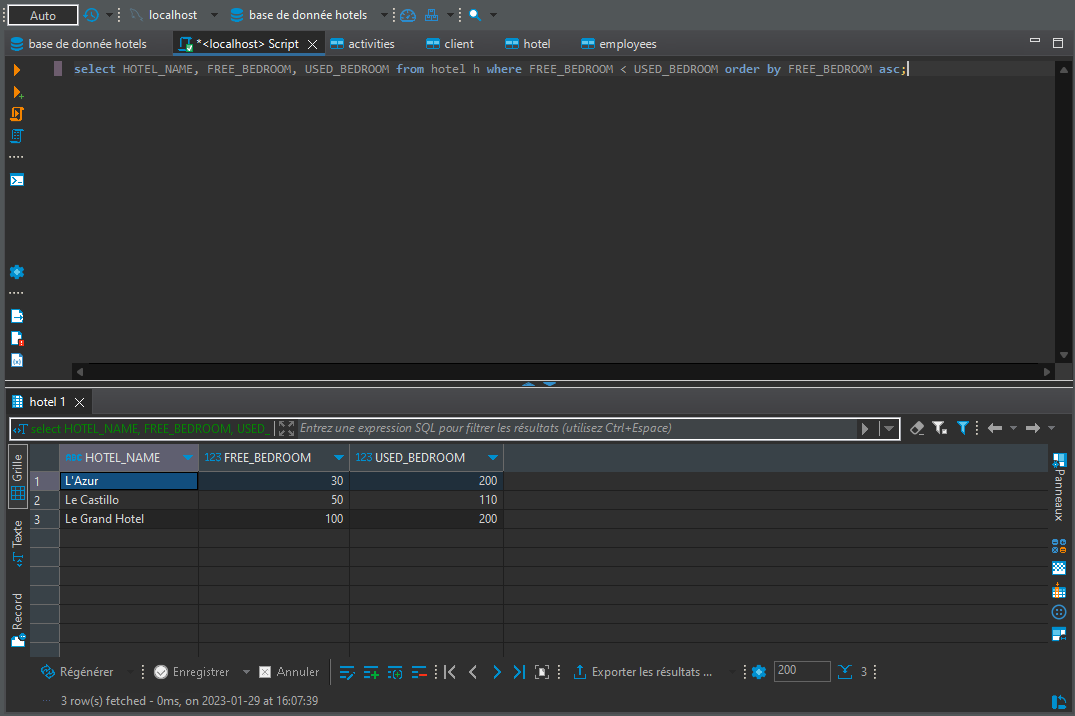 Auto localhost base de donnée hotels
base de donnée hotels *<localhost> Script activities client hotel employees
select HOTEL_NAME, FREE_BEDROOM, USED_BEDROOM from hotel h where FREE_BEDROOM < USED_BEDROOM order by FREE_BEDROOM asc;
hotel 1
select HOTEL_NAME, FREE_BEDROOM, USED_ Entrez une expression SQL pour filtrer les résultats (utilisez Ctrl+Espace)
Grille
Texte
Record
ABC HOTEL_NAME 123 FREE_BEDROOM 123 USED_BEDROOM
1 L'Azur 30 200
2 Le Castillo 50 110
3 Le Grand Hotel 100 200
Panneaux
Régénérer Enregistrer Annuler Exporter les résultats ... 200 3
3 row(s) fetched - 0ms, on 2023-01-29 at 16:07:39